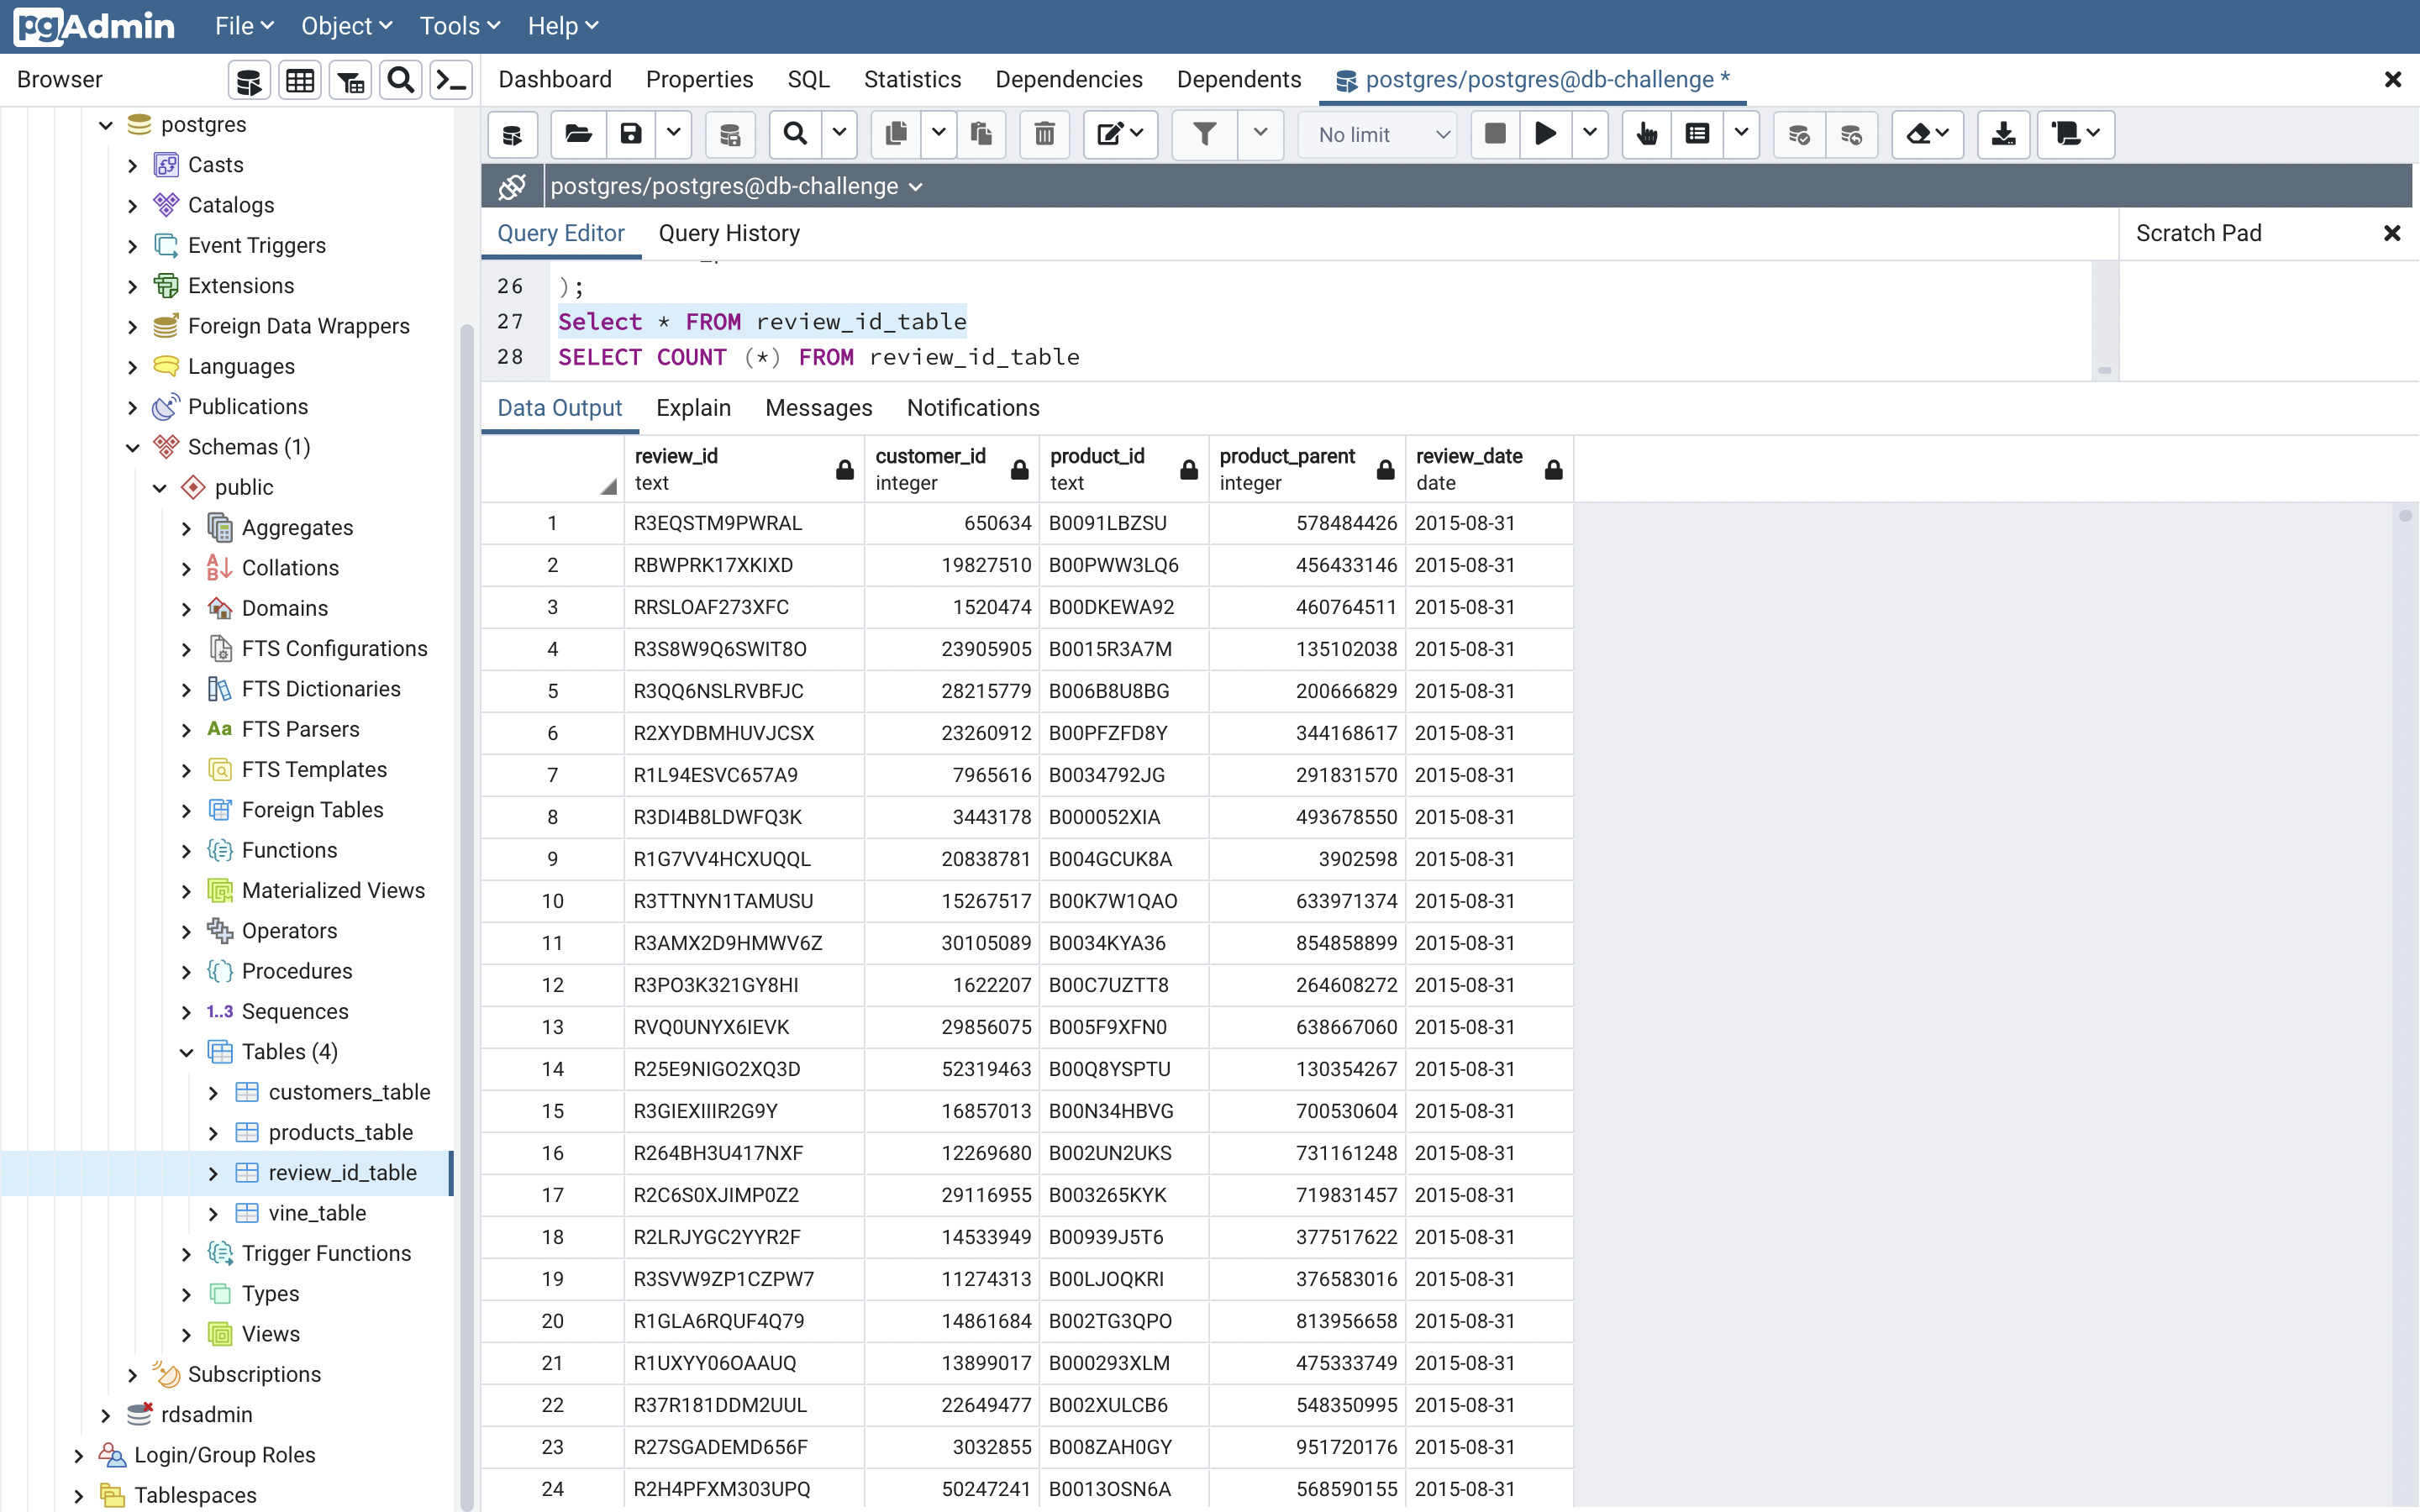 pgAdmin File Object Tools Help
Browser Dashboard Properties SQL Statistics Dependencies Dependents postgres/postgres@db-challenge *
postgres
Casts
Catalogs
Event Triggers
Extensions
Foreign Data Wrappers
Languages
Publications
Schemas (1)
public
Aggregates
Collations
Domains
FTS Configurations
FTS Dictionaries
Aa FTS Parsers
FTS Templates
Foreign Tables
Functions
Materialized Views
Operators
Procedures
1..3 Sequences
Tables (4)
customers_table
products_table
review_id_table
vine_table
Trigger Functions
Types
Views
Subscriptions
rdsadmin
Login/Group Roles
Tablespaces
No limit
postgres/postgres@db-challenge
Query Editor Query History Scratch Pad
26 );
27 Select * FROM review_id_table
28 SELECT COUNT (*) FROM review_id_table
Data Output Explain Messages Notifications
review_id customer_id product_id product_parent review_date
text integer text integer date
1 R3EQSTM9PWRAL 650634 B0091LBZSU 578484426 2015-08-31
2 RBWPRK17XKIXD 19827510 B00PWW3LQ6 456433146 2015-08-31
3 RRSLOAF273XFC 1520474 B00DKEWA92 460764511 2015-08-31
4 R3S8W9Q6SWIT8O 23905905 B0015R3A7M 135102038 2015-08-31
5 R3QQ6NSLRVBFJC 28215779 B006B8U8BG 200666829 2015-08-31
6 R2XYDBMHUVJCSX 23260912 B00PFZFD8Y 344168617 2015-08-31
7 R1L94ESVC657A9 7965616 B0034792JG 291831570 2015-08-31
8 R3DI4B8LDWFQ3K 3443178 B000052XIA 493678550 2015-08-31
9 R1G7VV4HCXUQQL 20838781 B004GCUK8A 3902598 2015-08-31
10 R3TTNYN1TAMUSU 15267517 B00K7W1QAO 633971374 2015-08-31
11 R3AMX2D9HMWV6Z 30105089 B0034KYA36 854858899 2015-08-31
12 R3PO3K321GY8HI 1622207 B00C7UZTT8 264608272 2015-08-31
13 RVQ0UNYX6IEVK 29856075 B005F9XFN0 638667060 2015-08-31
14 R25E9NIGO2XQ3D 52319463 B00Q8YSPTU 130354267 2015-08-31
15 R3GIEXIIIR2G9Y 16857013 B00N34HBVG 700530604 2015-08-31
16 R264BH3U417NXF 12269680 B002UN2UKS 731161248 2015-08-31
17 R2C6S0XJIMP0Z2 29116955 B003265KYK 719831457 2015-08-31
18 R2LRJYGC2YYR2F 14533949 B00939J5T6 377517622 2015-08-31
19 R3SVW9ZP1CZPW7 11274313 B00LJOQKRI 376583016 2015-08-31
20 R1GLA6RQUF4Q79 14861684 B002TG3QPO 813956658 2015-08-31
21 R1UXYY06OAAUQ 13899017 B000293XLM 475333749 2015-08-31
22 R37R181DDM2UUL 22649477 B002XULCB6 548350995 2015-08-31
23 R27SGADEMD656F 3032855 B008ZAH0GY 951720176 2015-08-31
24 R2H4PFXM303UPQ 50247241 B0013OSN6A 568590155 2015-08-31